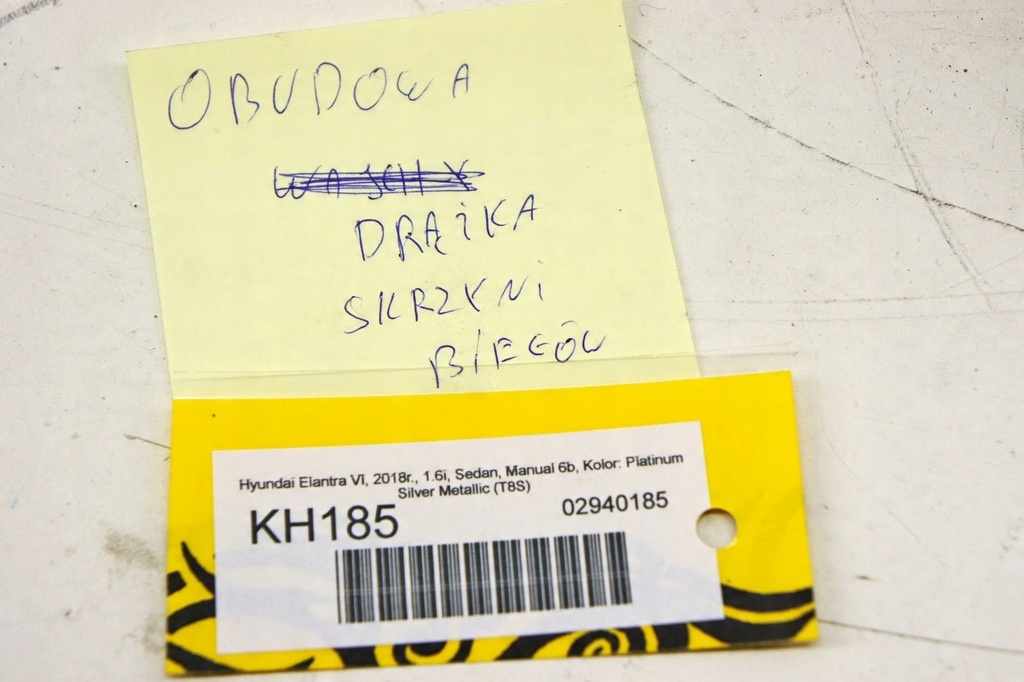 OBUDOWA
DRĄŻKA
SKRZYNI
BIEGÓW
Hyundai Elantra VI, 2018r., 1.6i, Sedan, Manual 6b, Kolor: Platinum
Silver Metallic (T8S)
KH185
02940185